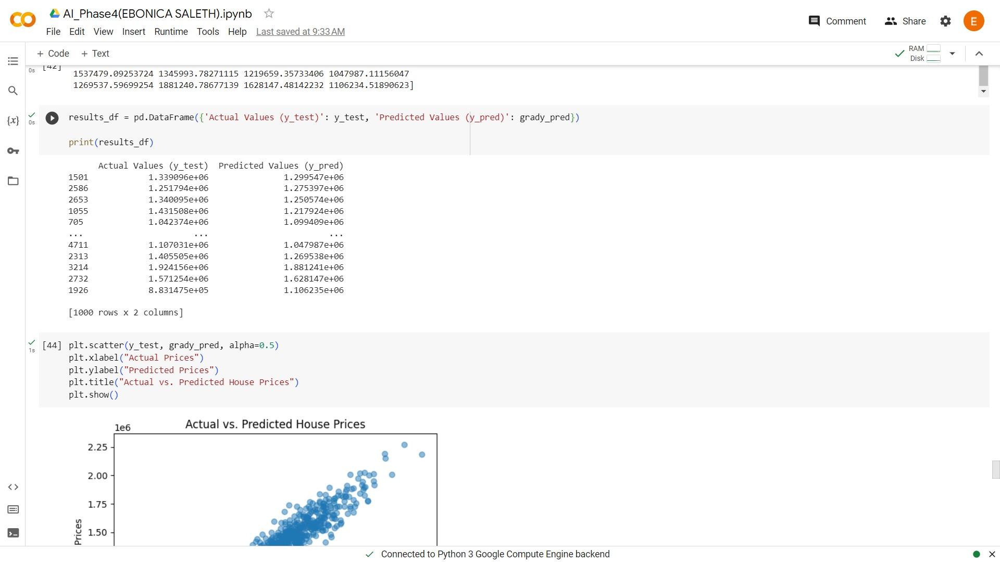 AI_Phase4(EBONICA SALETH).ipynb
File Edit View Insert Runtime Tools Help Last saved at 9:33 AM
Comment Share E
+ Code + Text
RAM
Disk
0s [42]
1537479.09253724 1345993.78271115 1219659.35733406 1047987.11156047
1269537.59699254 1881240.78677139 1628147.48142232 1106234.51890623]
{x}
0s
results_df = pd.DataFrame({'Actual Values (y_test)': y_test, 'Predicted Values (y_pred)': grady_pred})
print(results_df)
Actual Values (y_test) Predicted Values (y_pred)
1501 1.339096e+06 1.299547e+06
2586 1.251794e+06 1.275397e+06
2653 1.340095e+06 1.250574e+06
1055 1.431508e+06 1.217924e+06
705 1.042374e+06 1.099409e+06
... ... ...
4711 1.107031e+06 1.047987e+06
2313 1.405505e+06 1.269538e+06
3214 1.924156e+06 1.881241e+06
2732 1.571254e+06 1.628147e+06
1926 8.831475e+05 1.106235e+06
[1000 rows x 2 columns]
1s
[44] plt.scatter(y_test, grady_pred, alpha=0.5)
plt.xlabel("Actual Prices")
plt.ylabel("Predicted Prices")
plt.title("Actual vs. Predicted House Prices")
plt.show()
Actual vs. Predicted House Prices
1e6
2.25
2.00
1.75
1.50
Prices
Connected to Python 3 Google Compute Engine backend